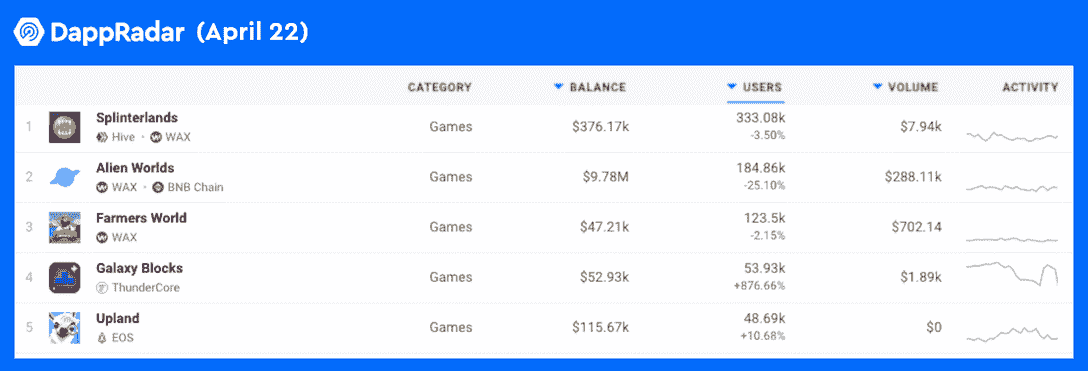 DappRadar (April 22)
CATEGORY BALANCE USERS VOLUME ACTIVITY
1 Splinterlands Games $376.17k 333.08k $7.94k
Hive • WAX -3.50%
2 Alien Worlds Games $9.78M 184.86k $288.11k
WAX • BNB Chain -25.10%
3 Farmers World Games $47.21k 123.5k $702.14
WAX -2.15%
4 Galaxy Blocks Games $52.93k 53.93k $1.89k
ThunderCore +876.66%
5 Upland Games $115.67k 48.69k $0
EOS +10.68%